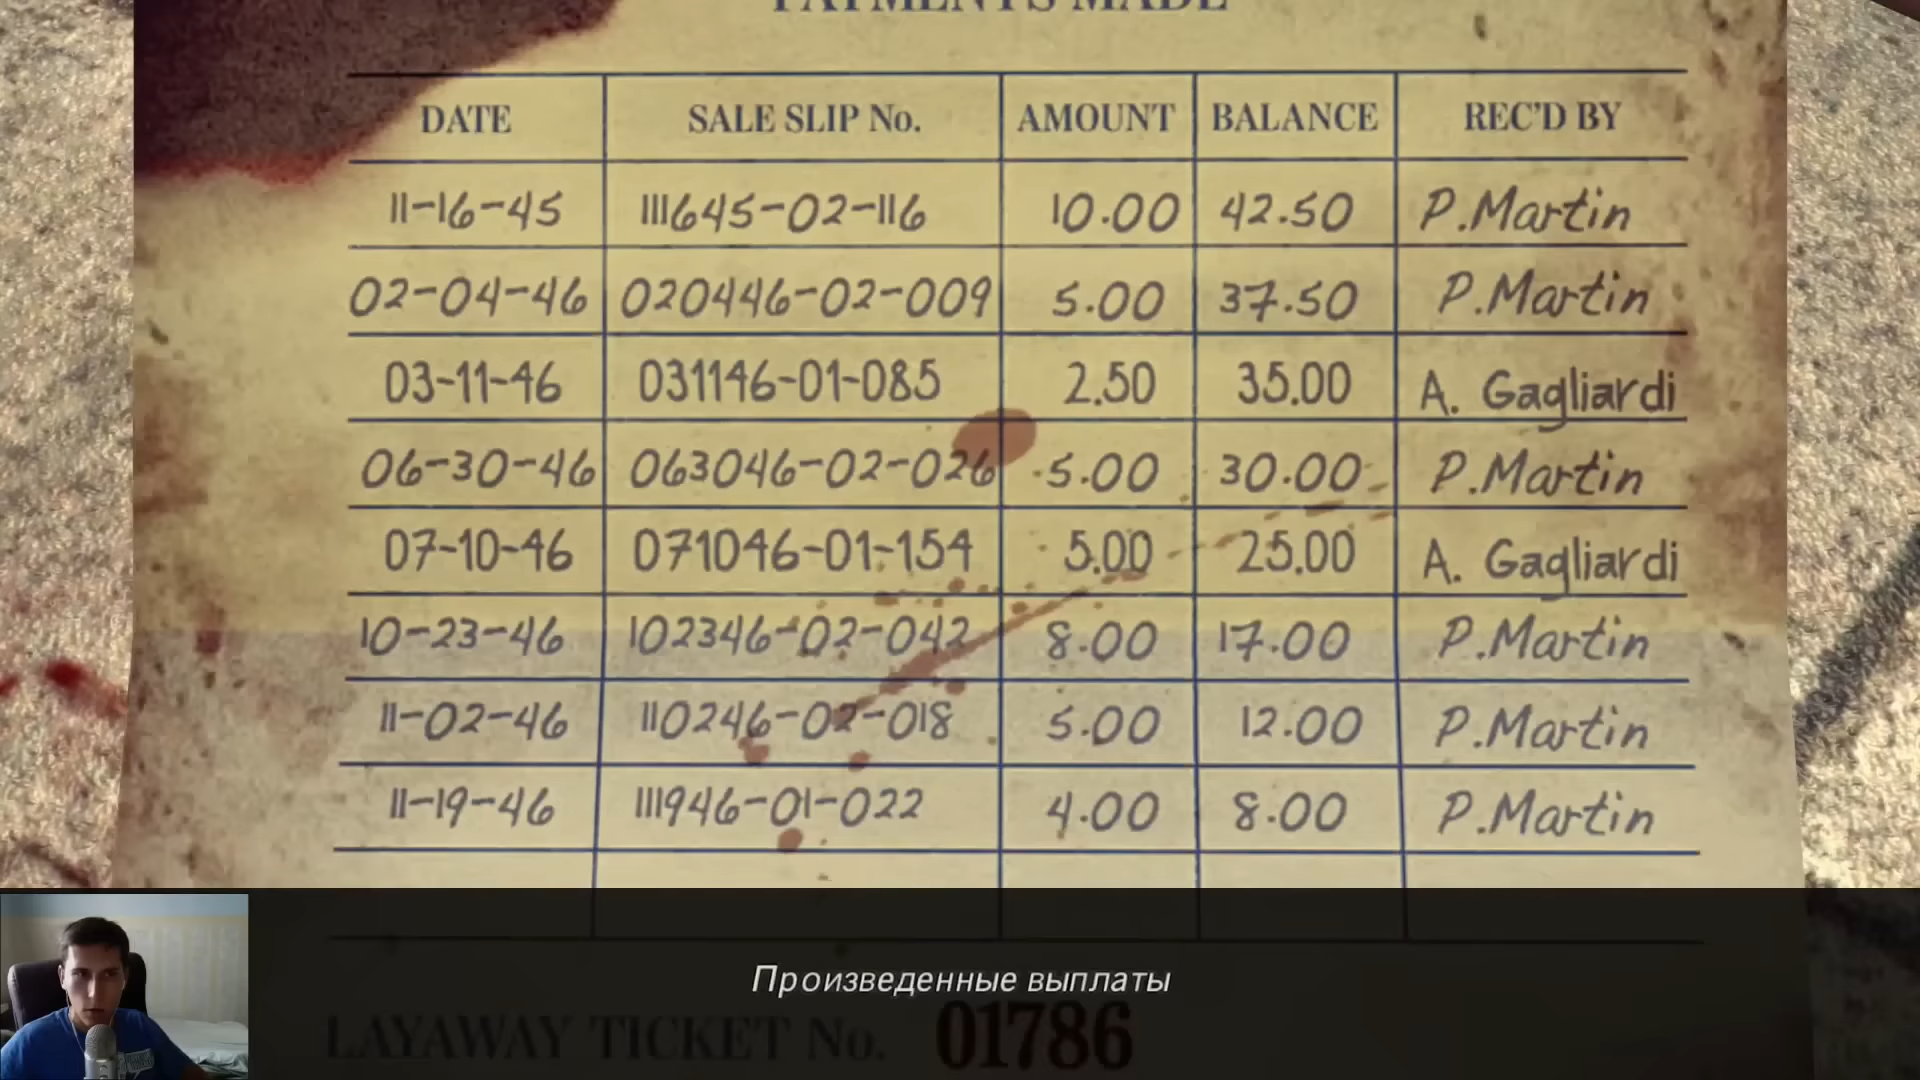 PAYMENTS MADE
DATE SALE SLIP No. AMOUNT BALANCE REC'D BY
11-16-45 111645-02-116 10.00 42.50 P.Martin
02-04-46 020446-02-009 5.00 37.50 P.Martin
03-11-46 031146-01-085 2.50 35.00 A. Gagliardi
06-30-46 063046-02-026 5.00 30.00 P.Martin
07-10-46 071046-01-154 5.00 25.00 A. Gagliardi
10-23-46 102346-02-042 8.00 17.00 P.Martin
11-02-46 110246-02-018 5.00 12.00 P.Martin
11-19-46 111946-01-022 4.00 8.00 P.Martin
Произведенные выплаты
LAYAWAY TICKET No. 01786